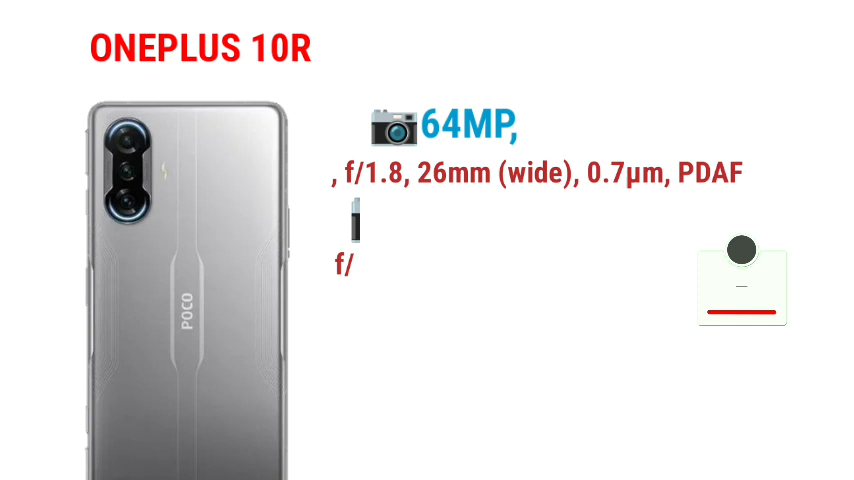 ONEPLUS 10R
64MP,
, f/1.8, 26mm (wide), 0.7µm, PDAF
f/
POCO